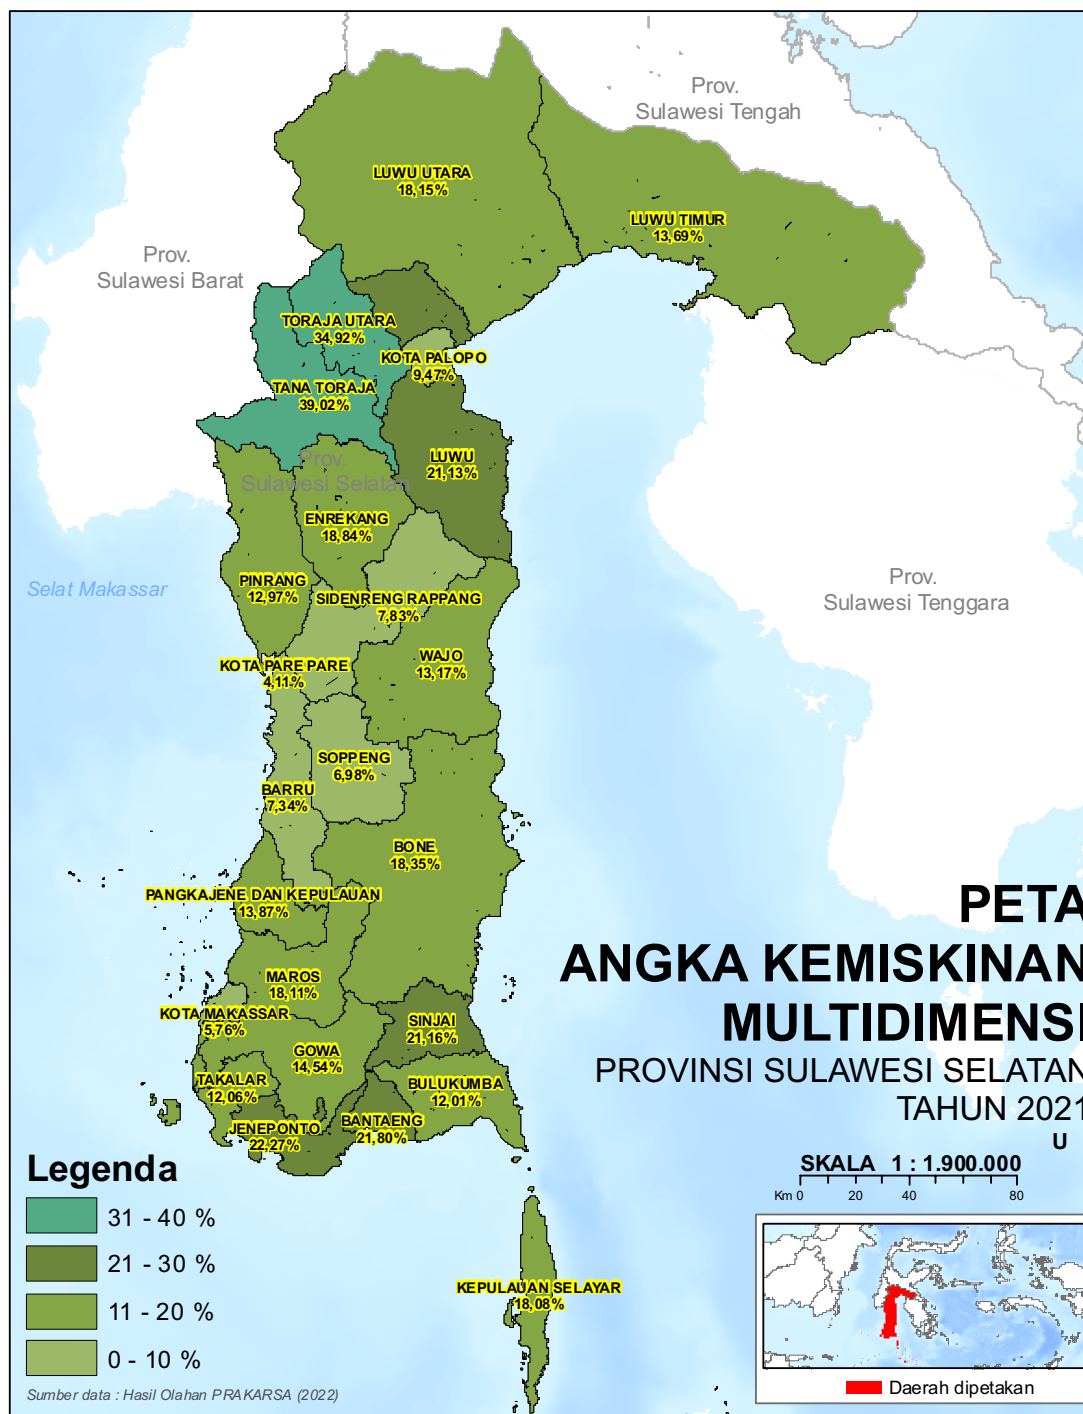 Prov.
Sulawesi Tengah
LUWU UTARA
18,15%
LUWU TIMUR
13,69%
Prov.
Sulawesi Barat
TORAJA UTARA
34,92%
KOTA PALOPO
9,47%
TANA TORAJA
39,02%
LUWU
21,13%
Prov.
Sulawesi Selatan
ENREKANG
18,84%
PINRANG
12,97%
Selat Makassar
SIDENRENG RAPPANG
7,83%
Prov.
Sulawesi Tenggara
WAJO
13,17%
KOTA PARE PARE
4,11%
SOPPENG
6,98%
BARRU
7,34%
BONE
18,35%
PANGKAJENE DAN KEPULAUAN
13,87%
MAROS
18,11%
KOTA MAKASSAR
5,76%
SINJAI
21,16%
GOWA
14,54%
TAKALAR
12,06%
BULUKUMBA
12,01%
JENEPONTO
22,27%
BANTAENG
21,80%
KEPULAUAN SELAYAR
18,08%
PETA
ANGKA KEMISKINAN
MULTIDIMENSI
PROVINSI SULAWESI SELATAN
TAHUN 2021
U
SKALA 1 : 1.900.000
Km 0 20 40 80
Legenda
31 - 40 %
21 - 30 %
11 - 20 %
0 - 10 %
Sumber data : Hasil Olahan PRAKARSA (2022)
Daerah dipetakan